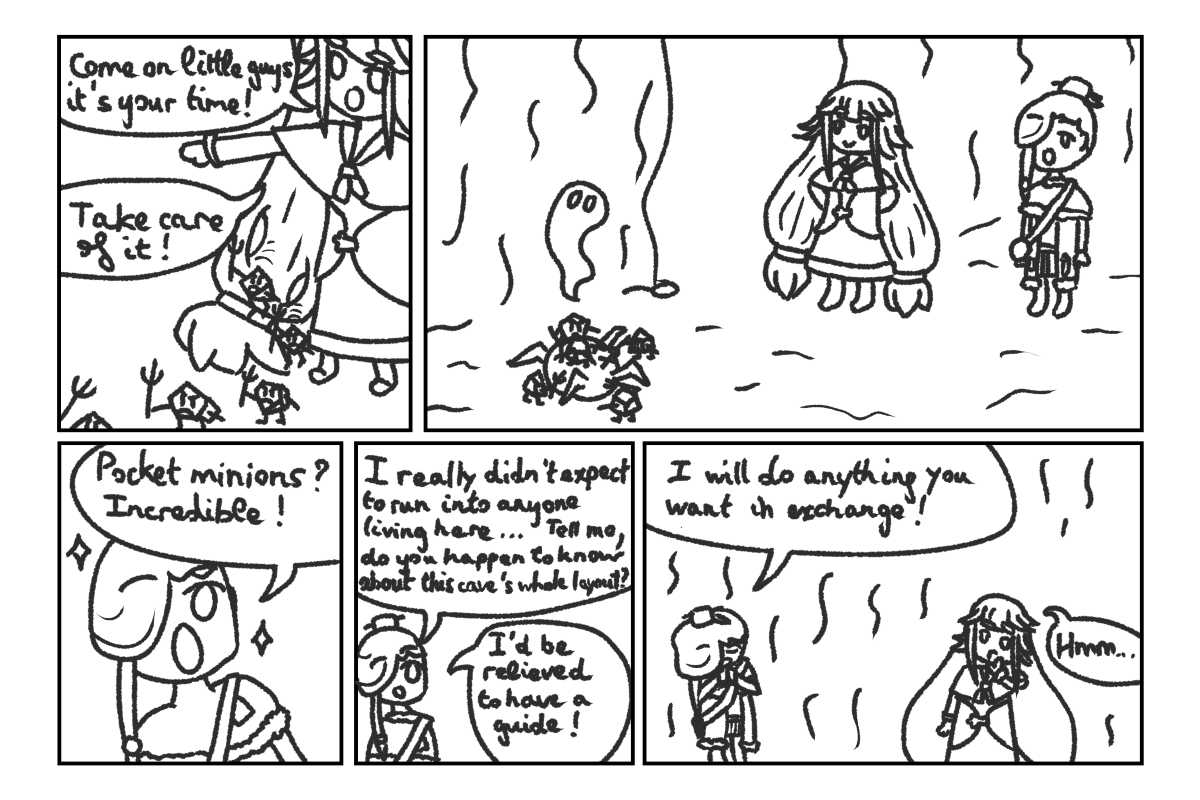 Come on little guys
it's your time!
Take care
of it!
Pocket minions?
Incredible!
I really didn't expect
to run into anyone
living here... Tell me,
do you happen to know
about this cave's whole layout?
I'd be
relieved
to have a
guide!
I will do anything you
want in exchange!
Hmm...